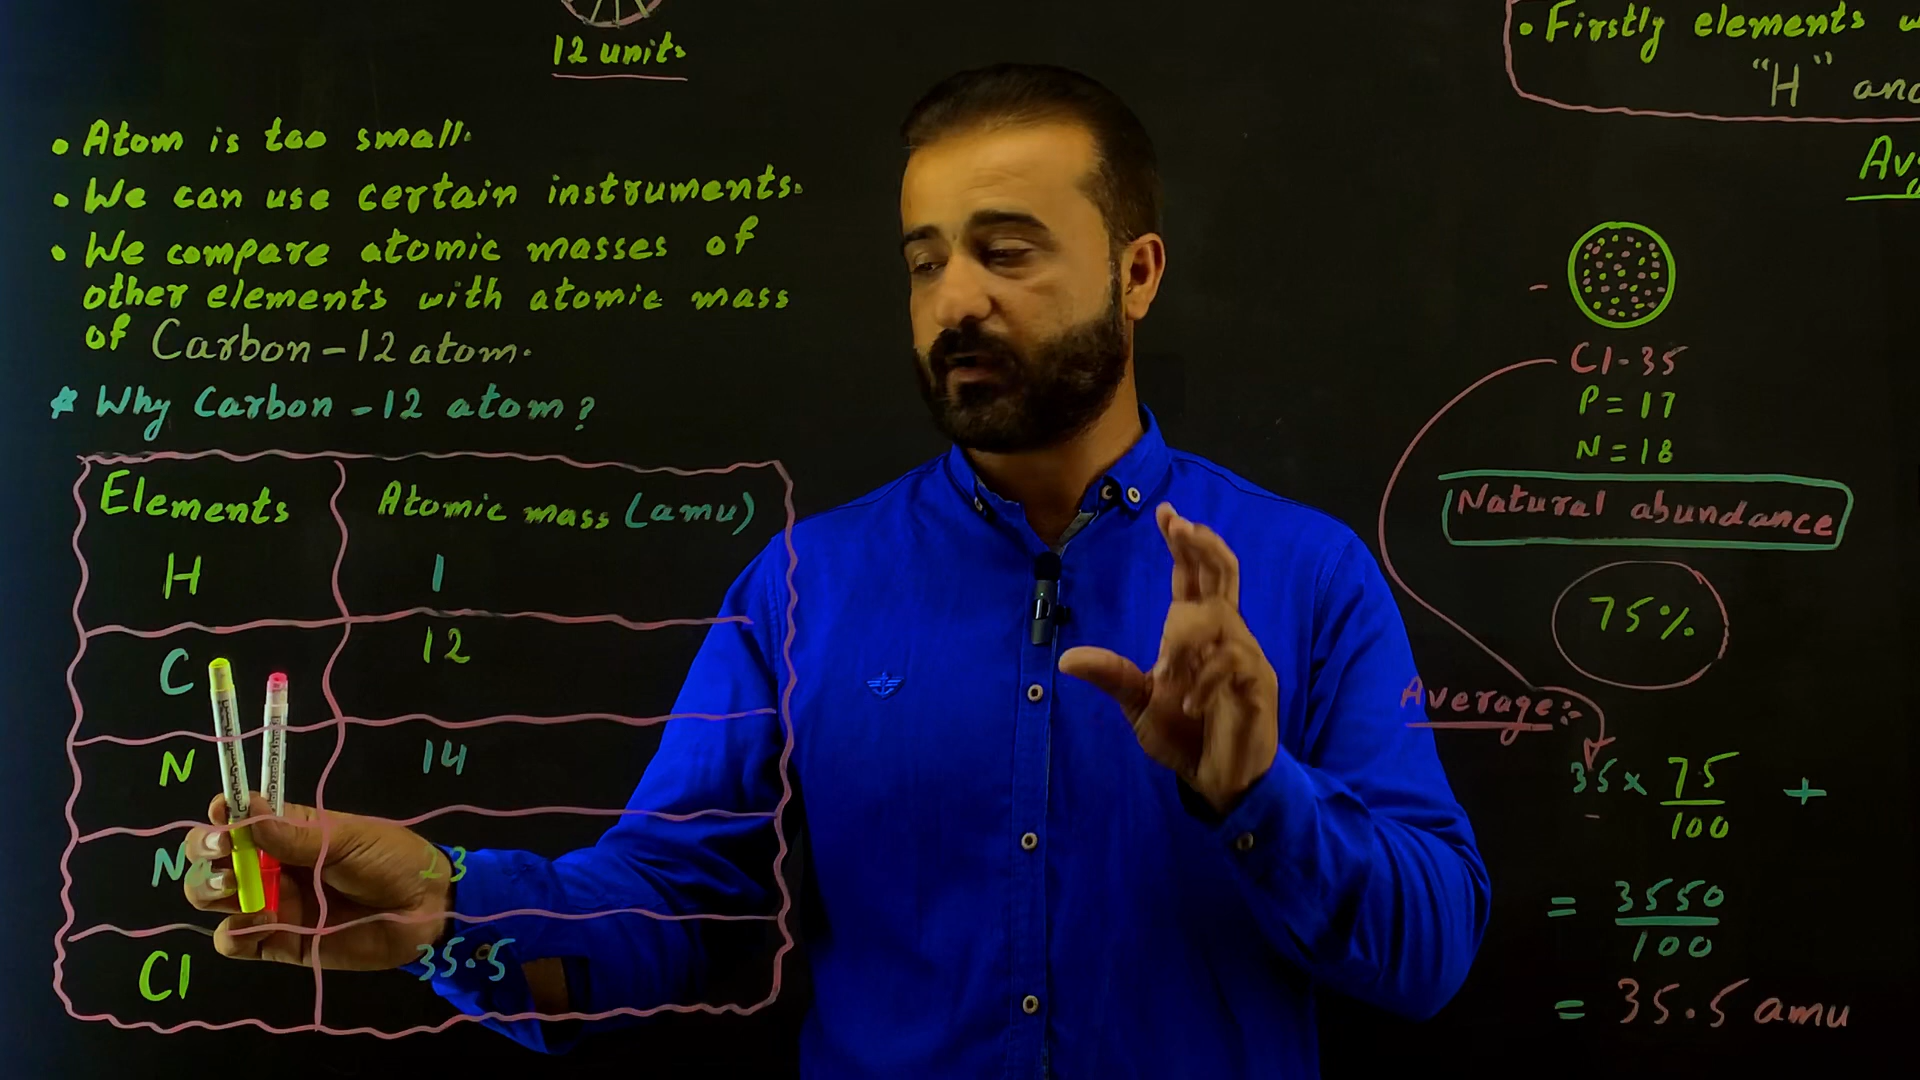 12 units
• Atom is too small.
• We can use certain instruments.
• We compare atomic masses of
other elements with atomic mass
of Carbon-12 atom.
* Why Carbon-12 atom?
Elements Atomic mass (amu)
H 1
C 12
N 14
Na 23
Cl 35.5
• Firstly elements
"H" and
Cl-35
P = 17
N = 18
Natural abundance
75%
Average:-
35 x 75/100 +
= 3550/100
= 35.5 amu